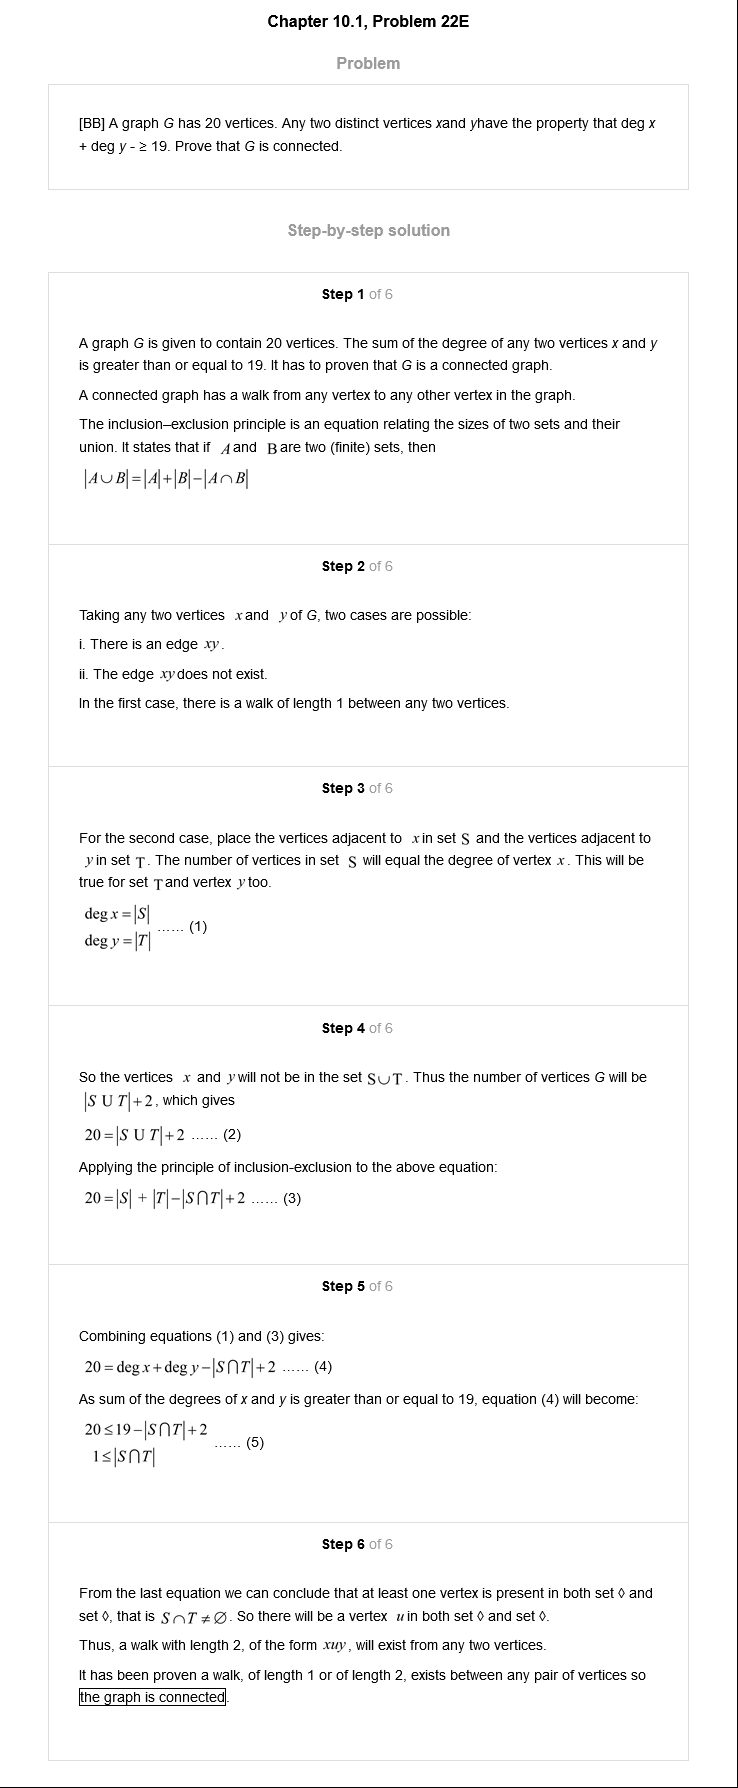 Chapter 10.1, Problem 22E
Problem
[BB] A graph G has 20 vertices. Any two distinct vertices xand yhave the property that deg x
+ deg y - ≥ 19. Prove that G is connected.
Step-by-step solution
Step 1 of 6
A graph G is given to contain 20 vertices. The sum of the degree of any two vertices x and y
is greater than or equal to 19. It has to proven that G is a connected graph.
A connected graph has a walk from any vertex to any other vertex in the graph.
The inclusion–exclusion principle is an equation relating the sizes of two sets and their
union. It states that if A and B are two (finite) sets, then
|A∪B|=|A|+|B|−|A∩B|
Step 2 of 6
Taking any two vertices x and y of G, two cases are possible:
i. There is an edge xy.
ii. The edge xy does not exist.
In the first case, there is a walk of length 1 between any two vertices.
Step 3 of 6
For the second case, place the vertices adjacent to x in set S and the vertices adjacent to
y in set T. The number of vertices in set S will equal the degree of vertex x. This will be
true for set T and vertex y too.
deg x = |S|
...... (1)
deg y = |T|
Step 4 of 6
So the vertices x and y will not be in the set S∪T. Thus the number of vertices G will be
|S U T|+2, which gives
20 = |S U T|+2 ...... (2)
Applying the principle of inclusion-exclusion to the above equation:
20 = |S| + |T|−|S⋂T|+2 ...... (3)
Step 5 of 6
Combining equations (1) and (3) gives:
20 = deg x + deg y −|S⋂T|+2 ...... (4)
As sum of the degrees of x and y is greater than or equal to 19, equation (4) will become:
20 ≤ 19 −|S⋂T|+2
...... (5)
1 ≤ |S⋂T|
Step 6 of 6
From the last equation we can conclude that at least one vertex is present in both set ◊ and
set ◊, that is S∩T ≠ ∅. So there will be a vertex u in both set ◊ and set ◊.
Thus, a walk with length 2, of the form xuy, will exist from any two vertices.
It has been proven a walk, of length 1 or of length 2, exists between any pair of vertices so
the graph is connected.